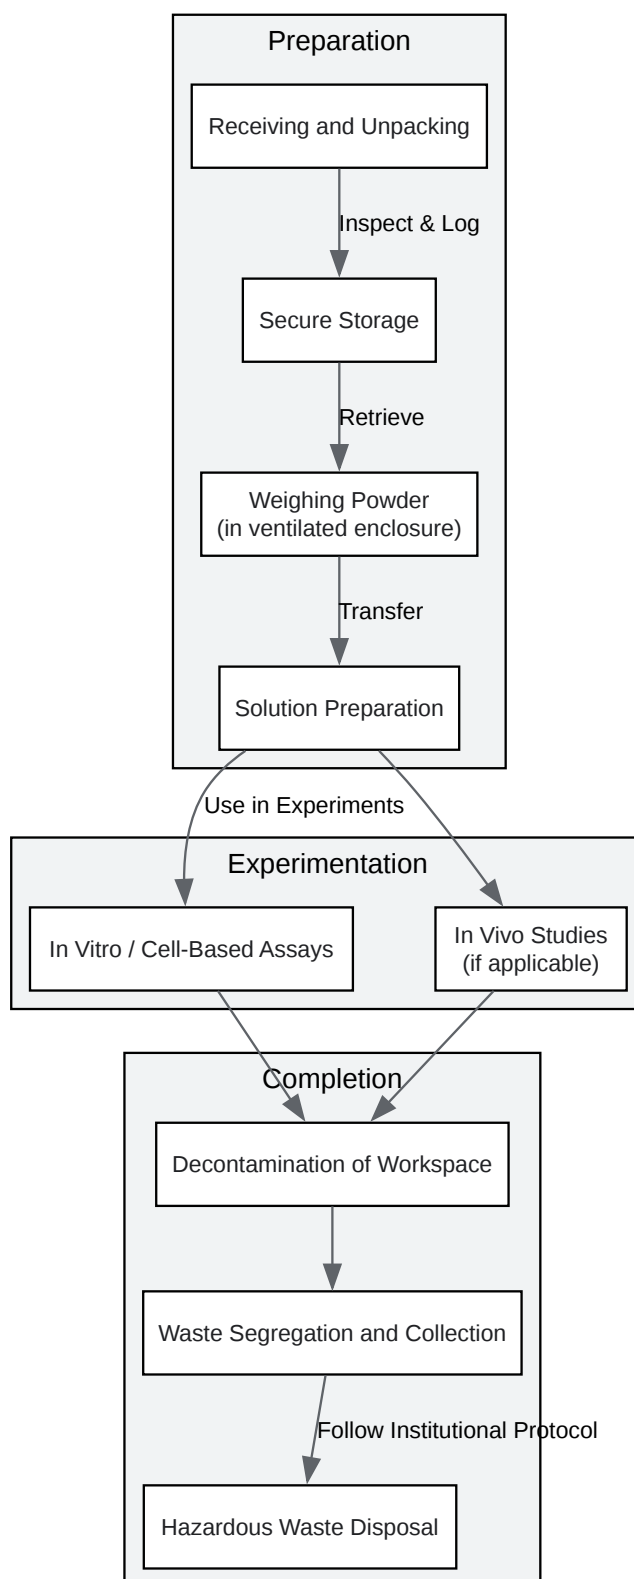 Preparation
Receiving and Unpacking
Inspect & Log
Secure Storage
Retrieve
Weighing Powder
(in ventilated enclosure)
Transfer
Solution Preparation
Use in Experiments
Experimentation
In Vitro / Cell-Based Assays
In Vivo Studies
(if applicable)
Completion
Decontamination of Workspace
Waste Segregation and Collection
Follow Institutional Protocol
Hazardous Waste Disposal